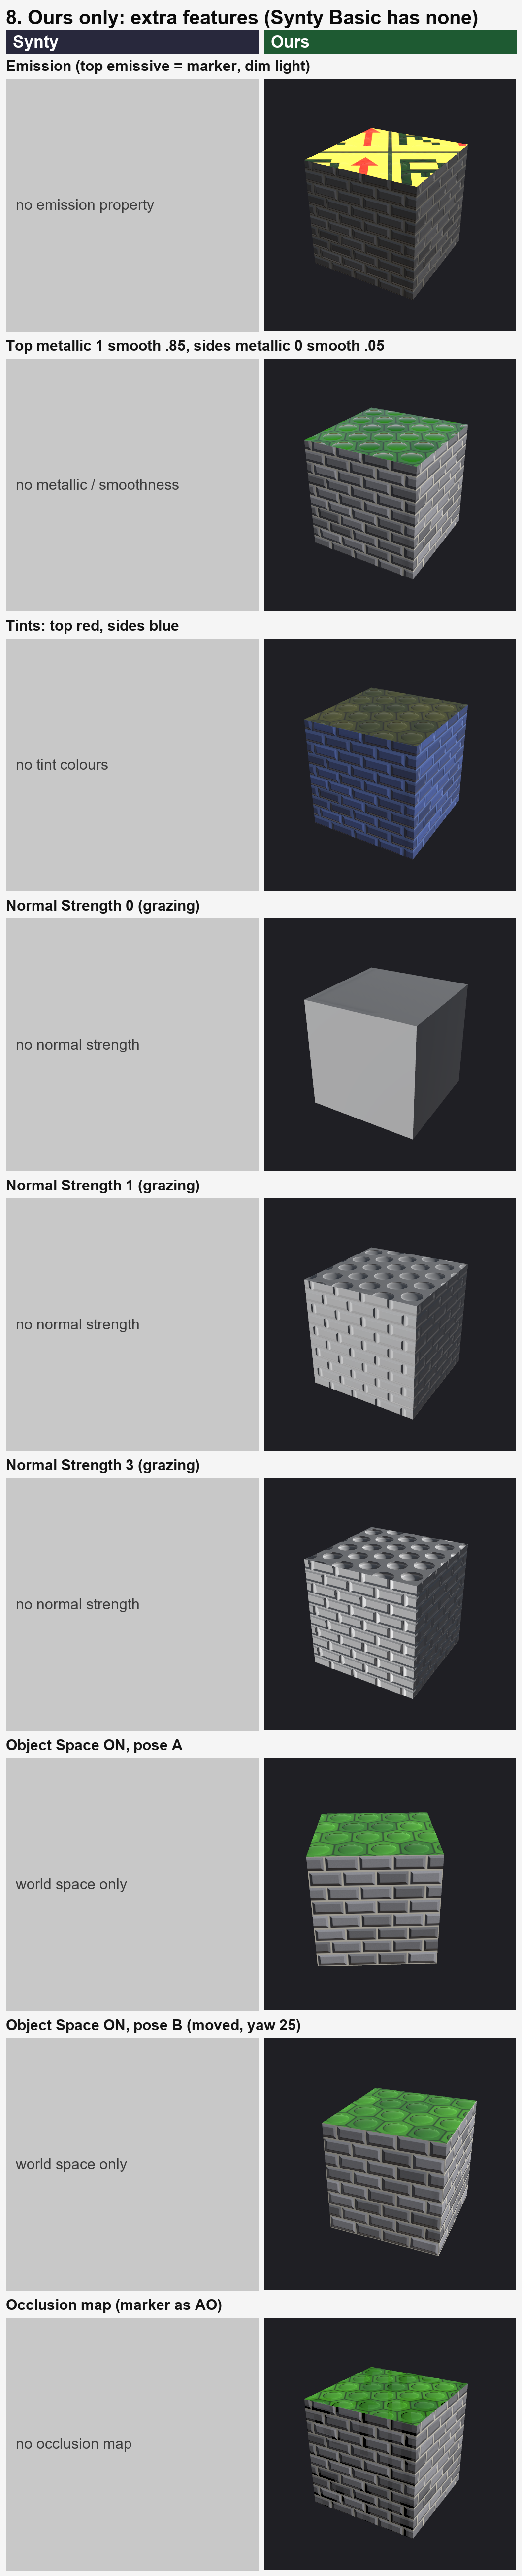 8. Ours only: extra features (Synty Basic has none)
Synty
Ours
Emission (top emissive = marker, dim light)
no emission property
Top metallic 1 smooth .85, sides metallic 0 smooth .05
no metallic / smoothness
Tints: top red, sides blue
no tint colours
Normal Strength 0 (grazing)
no normal strength
Normal Strength 1 (grazing)
no normal strength
Normal Strength 3 (grazing)
no normal strength
Object Space ON, pose A
world space only
Object Space ON, pose B (moved, yaw 25)
world space only
Occlusion map (marker as AO)
no occlusion map